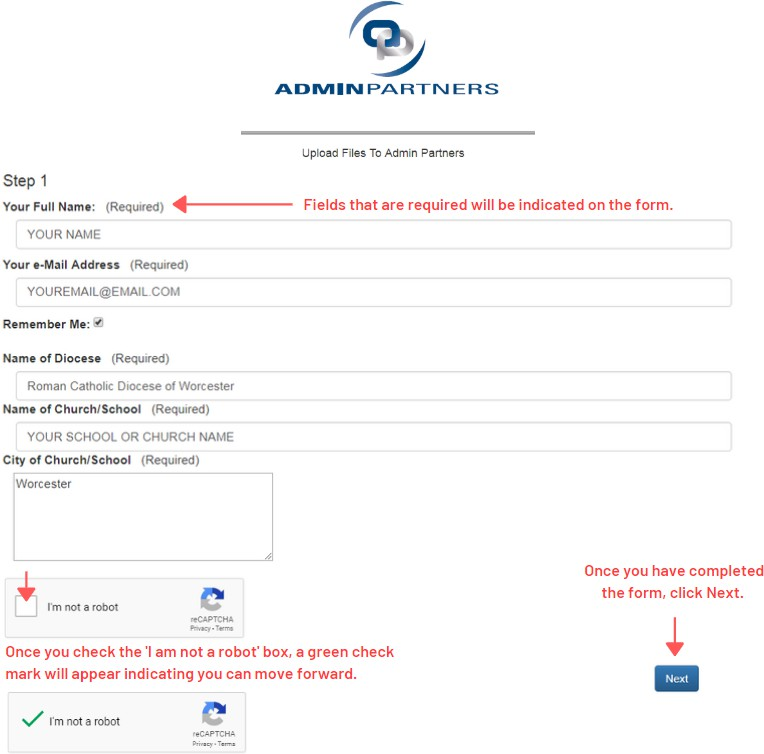 ADMINPARTNERS
Upload Files To Admin Partners
Step 1
Your Full Name: (Required)
Fields that are required will be indicated on the form.
YOUR NAME
Your e-Mail Address (Required)
YOUREMAIL@EMAIL.COM
Remember Me:
Name of Diocese (Required)
Roman Catholic Diocese of Worcester
Name of Church/School (Required)
YOUR SCHOOL OR CHURCH NAME
City of Church/School (Required)
Worcester
I'm not a robot
reCAPTCHA
Privacy - Terms
Once you have completed
the form, click Next.
Once you check the 'I am not a robot' box, a green check
mark will appear indicating you can move forward.
Next
I'm not a robot
reCAPTCHA
Privacy - Terms